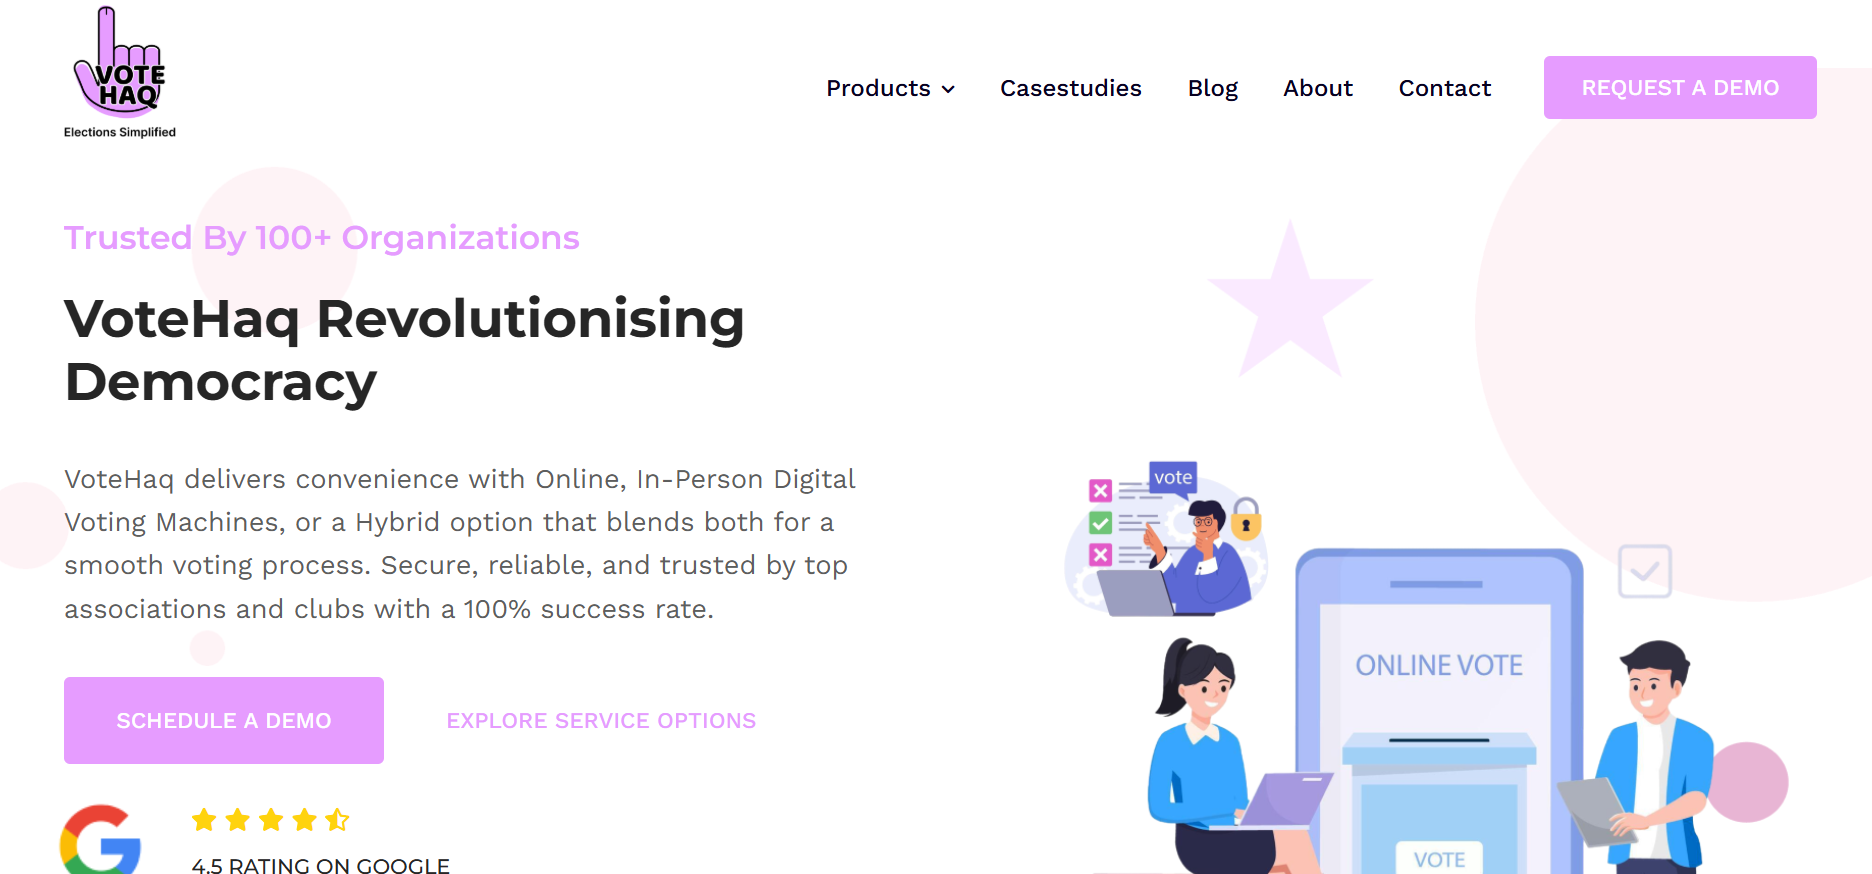 VOTE
HAQ
Elections Simplified
Products
Casestudies
Blog
About
Contact
REQUEST A DEMO
Trusted By 100+ Organizations
VoteHaq Revolutionising
Democracy
VoteHaq delivers convenience with Online, In-Person Digital
Voting Machines, or a Hybrid option that blends both for a
smooth voting process. Secure, reliable, and trusted by top
associations and clubs with a 100% success rate.
SCHEDULE A DEMO
EXPLORE SERVICE OPTIONS
4.5 RATING ON GOOGLE
vote
ONLINE VOTE
VOTE